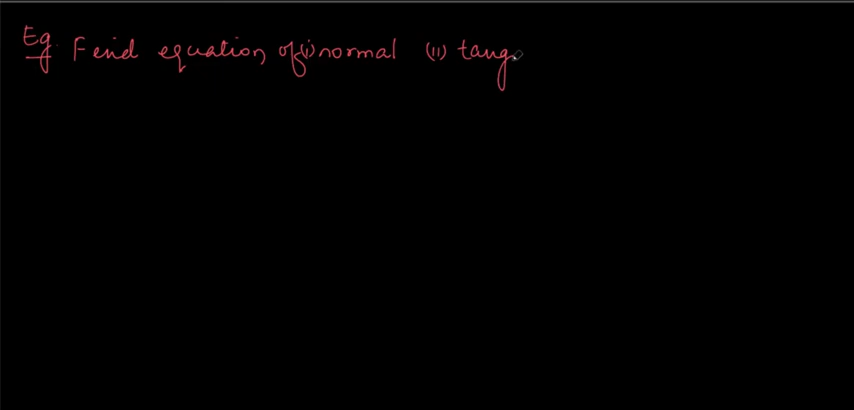 Eg. Find equation of (i) normal (ii) tang